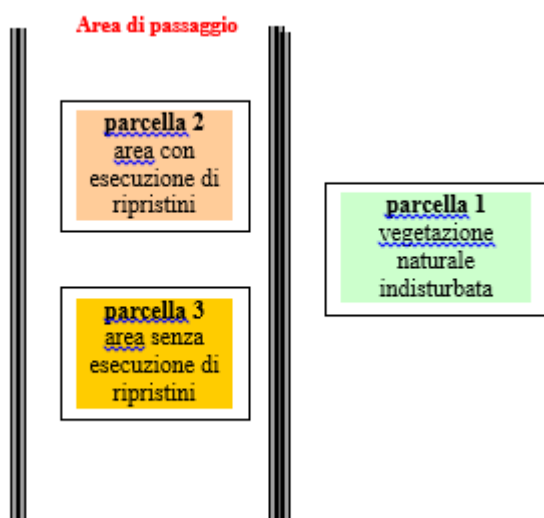 Area di passaggio
parcella 2
area con
esecuzione di
ripristini
parcella 1
vegetazione
naturale
indisturbata
parcella 3
area senza
esecuzione di
ripristini